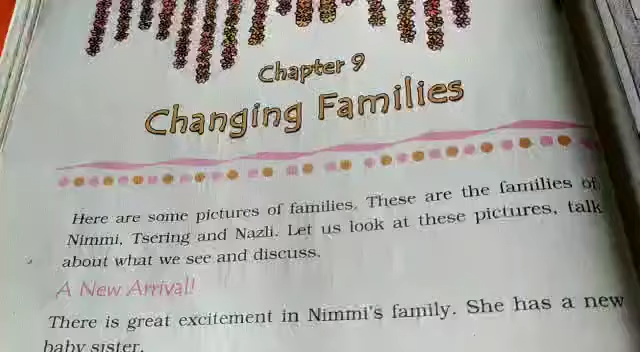 Chapter 9
Changing Families
Here are some pictures of families. These are the families of
Nimmi, Tsering and Nazli. Let us look at these pictures, talk
about what we see and discuss.
A New Arrival!
There is great excitement in Nimmi's family. She has a new
baby sister.